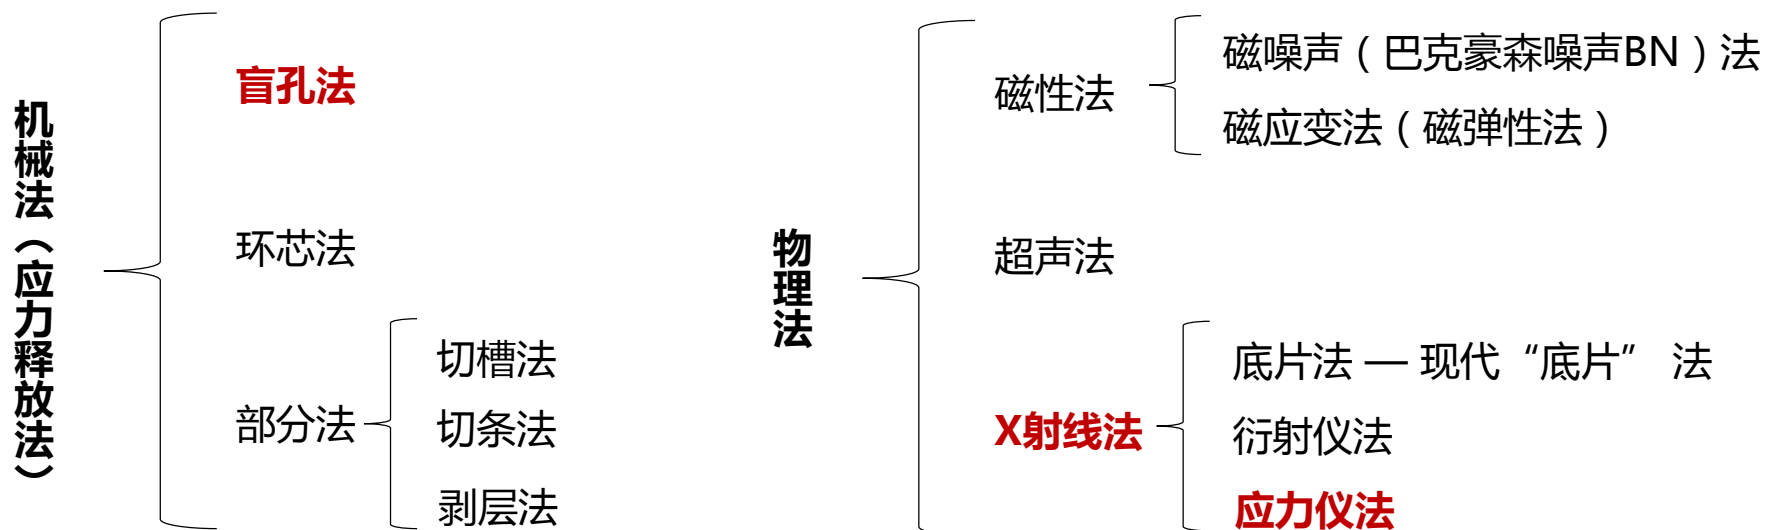 机械法（应力释放法）
盲孔法
环芯法
部分法
切槽法
切条法
剥层法
物理法
磁性法
磁噪声（巴克豪森噪声BN）法
磁应变法（磁弹性法）
超声法
X射线法
底片法 — 现代“底片” 法
衍射仪法
应力仪法